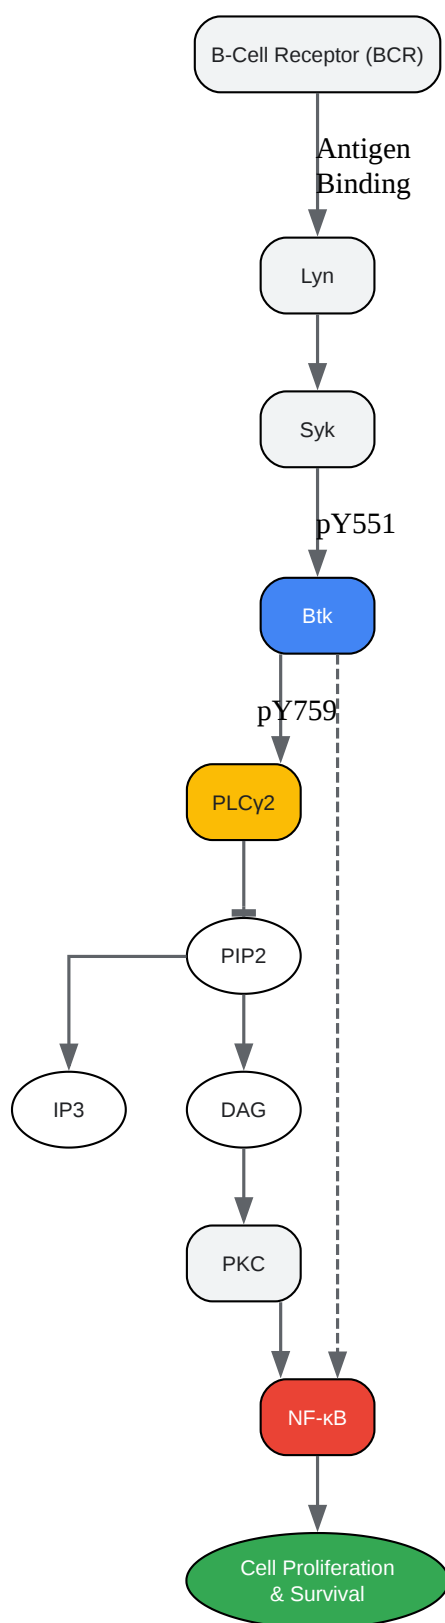 B-Cell Receptor (BCR)
Antigen
Binding
Lyn
Syk
pY551
Btk
pY759
PLCγ2
PIP2
IP3
DAG
PKC
NF-κB
Cell Proliferation
& Survival